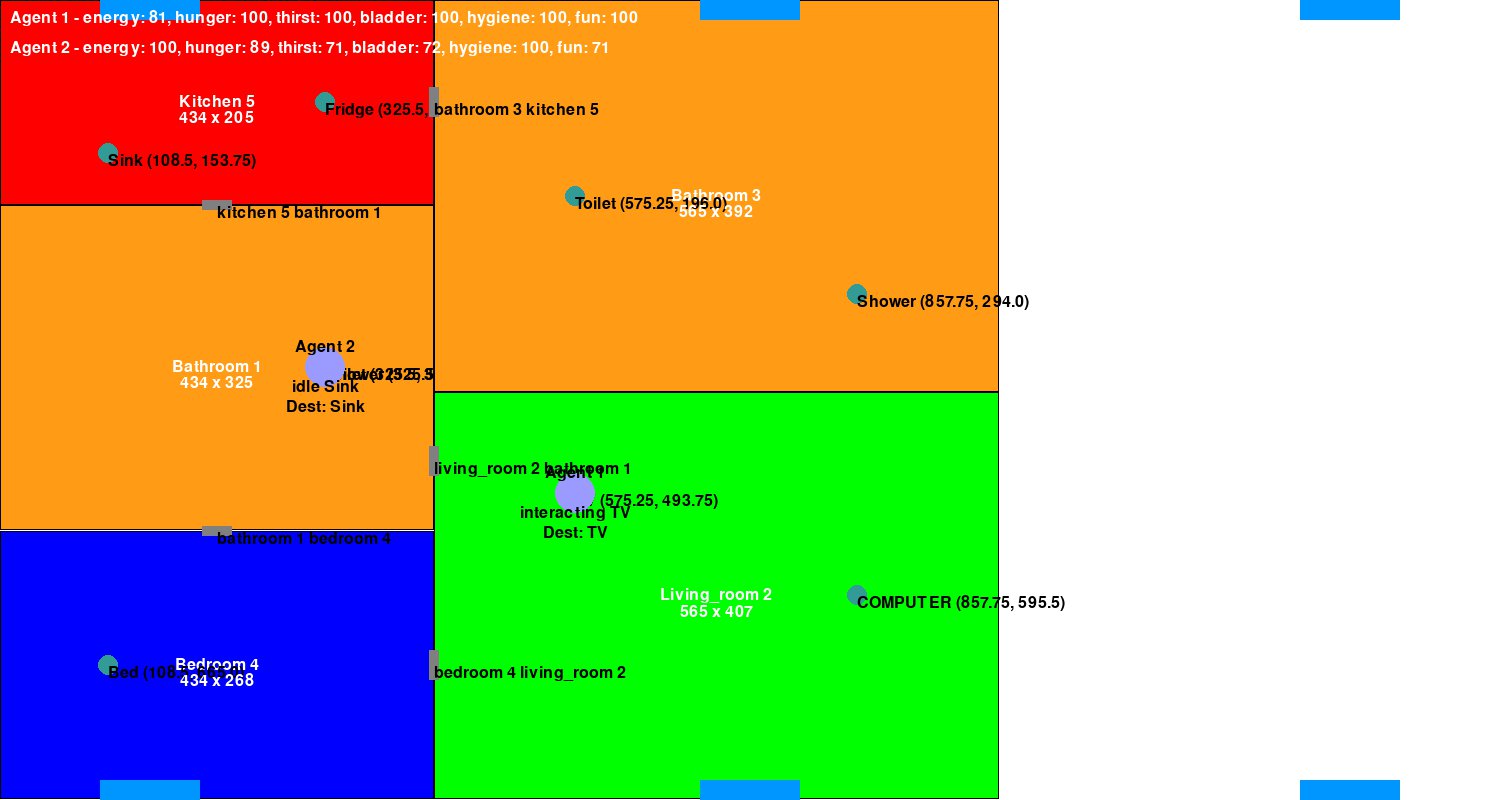 Agent 1 - energy: 81, hunger: 100, thirst: 100, bladder: 100, hygiene: 100, fun: 100
Agent 2 - energy: 100, hunger: 89, thirst: 71, bladder: 72, hygiene: 100, fun: 71
Kitchen 5
434 x 205
Fridge (325.5,
bathroom 3 kitchen 5
Sink (108.5, 153.75)
kitchen 5 bathroom 1
Bathroom 3
565 x 392
Toilet (575.25, 196.0)
Shower (857.75, 294.0)
Agent 2
Bathroom 1
434 x 325
idle Sink
Dest: Sink
living_room 2 bathroom 1
Agent 1
(575.25, 493.75)
interacting TV
Dest: TV
bathroom 1 bedroom 4
Living_room 2
565 x 407
COMPUTER (857.75, 595.5)
Bedroom 4
434 x 268
Bed (108.5,
bedroom 4 living_room 2